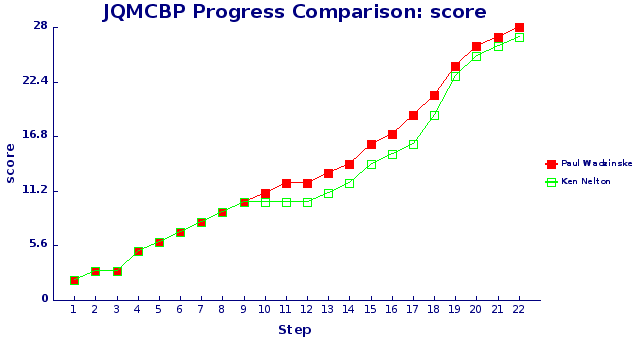 JQMCBP Progress Comparison: score
28
22.4
16.8
11.2
5.6
0
score
1 2 3 4 5 6 7 8 9 10 11 12 13 14 15 16 17 18 19 20 21 22
Step
Paul Wadzinske
Ken Nelton